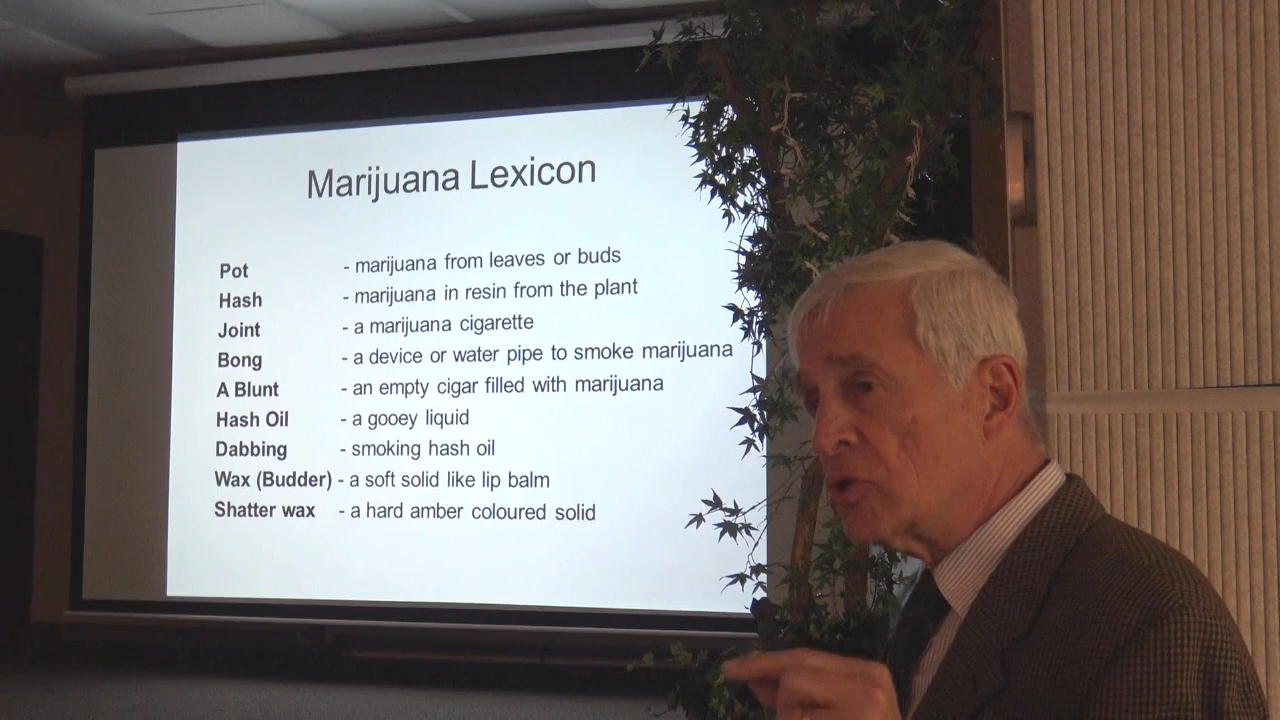 Marijuana Lexicon
Pot - marijuana from leaves or buds
Hash - marijuana in resin from the plant
Joint - a marijuana cigarette
Bong - a device or water pipe to smoke marijuana
A Blunt - an empty cigar filled with marijuana
Hash Oil - a gooey liquid
Dabbing - smoking hash oil
Wax (Budder) - a soft solid like lip balm
Shatter wax - a hard amber coloured solid